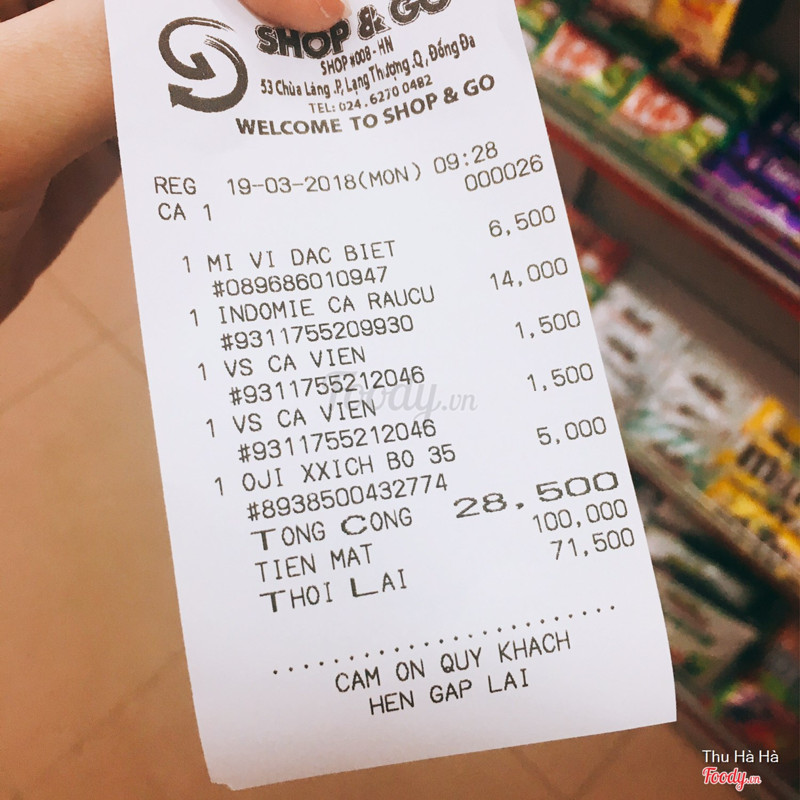 SHOP & GO
SHOP #008 - HN
53 Chùa Láng .P, Lạng Thượng .Q, Đống Đa
TEL: 024 . 6270 0482
WELCOME TO SHOP & GO
REG 19-03-2018(MON) 09:28
CA 1 000026
1 MI VI DAC BIET 6,500
#089686010947
1 INDOMIE CA RAUCU 14,000
#9311755209930
1 VS CA VIEN 1,500
#9311755212046
1 VS CA VIEN 1,500
#9311755212046
1 OJI XXICH BO 35 5,000
#8938500432774
TONG CONG 28,500
TIEN MAT 100,000
THOI LAI 71,500
CAM ON QUY KHACH
HEN GAP LAI
Foody.vn
Thu Hà Hà
Foody.vn